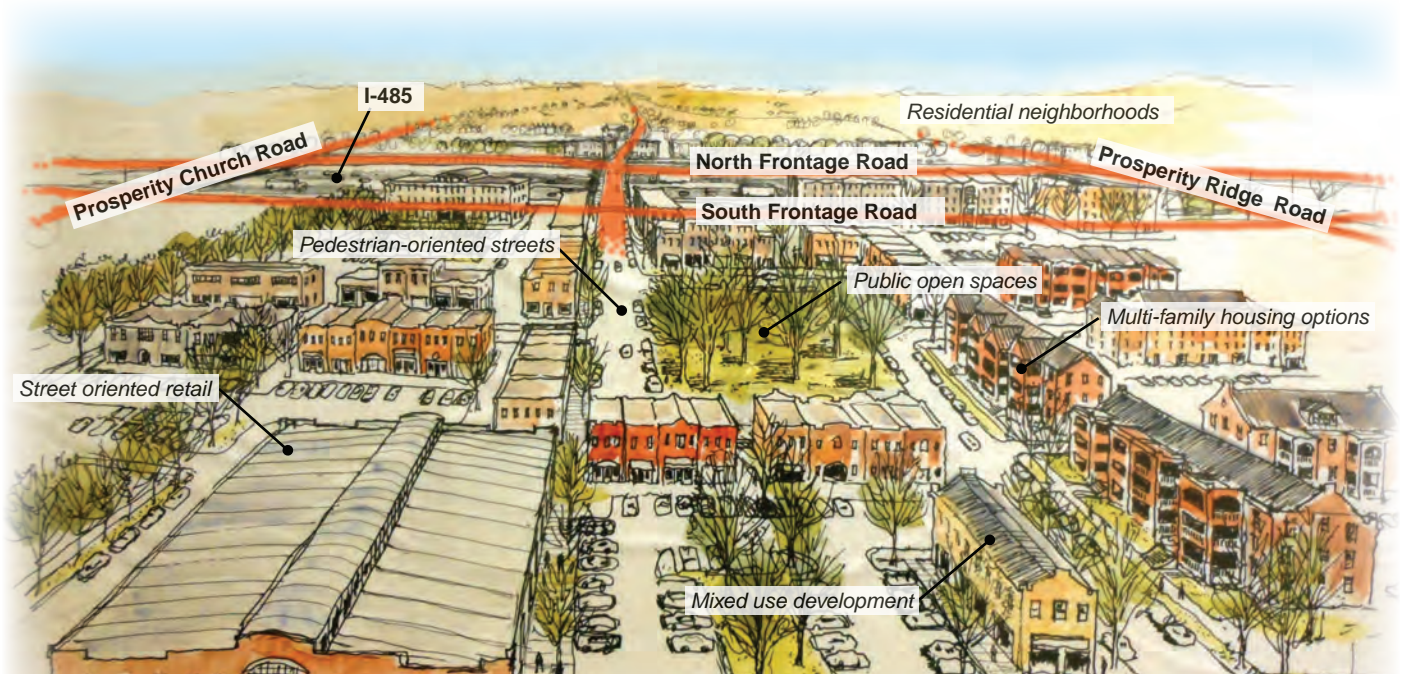 I-485
Residential neighborhoods
Prosperity Church Road
North Frontage Road
Prosperity Ridge Road
South Frontage Road
Pedestrian-oriented streets
Public open spaces
Multi-family housing options
Street oriented retail
Mixed use development